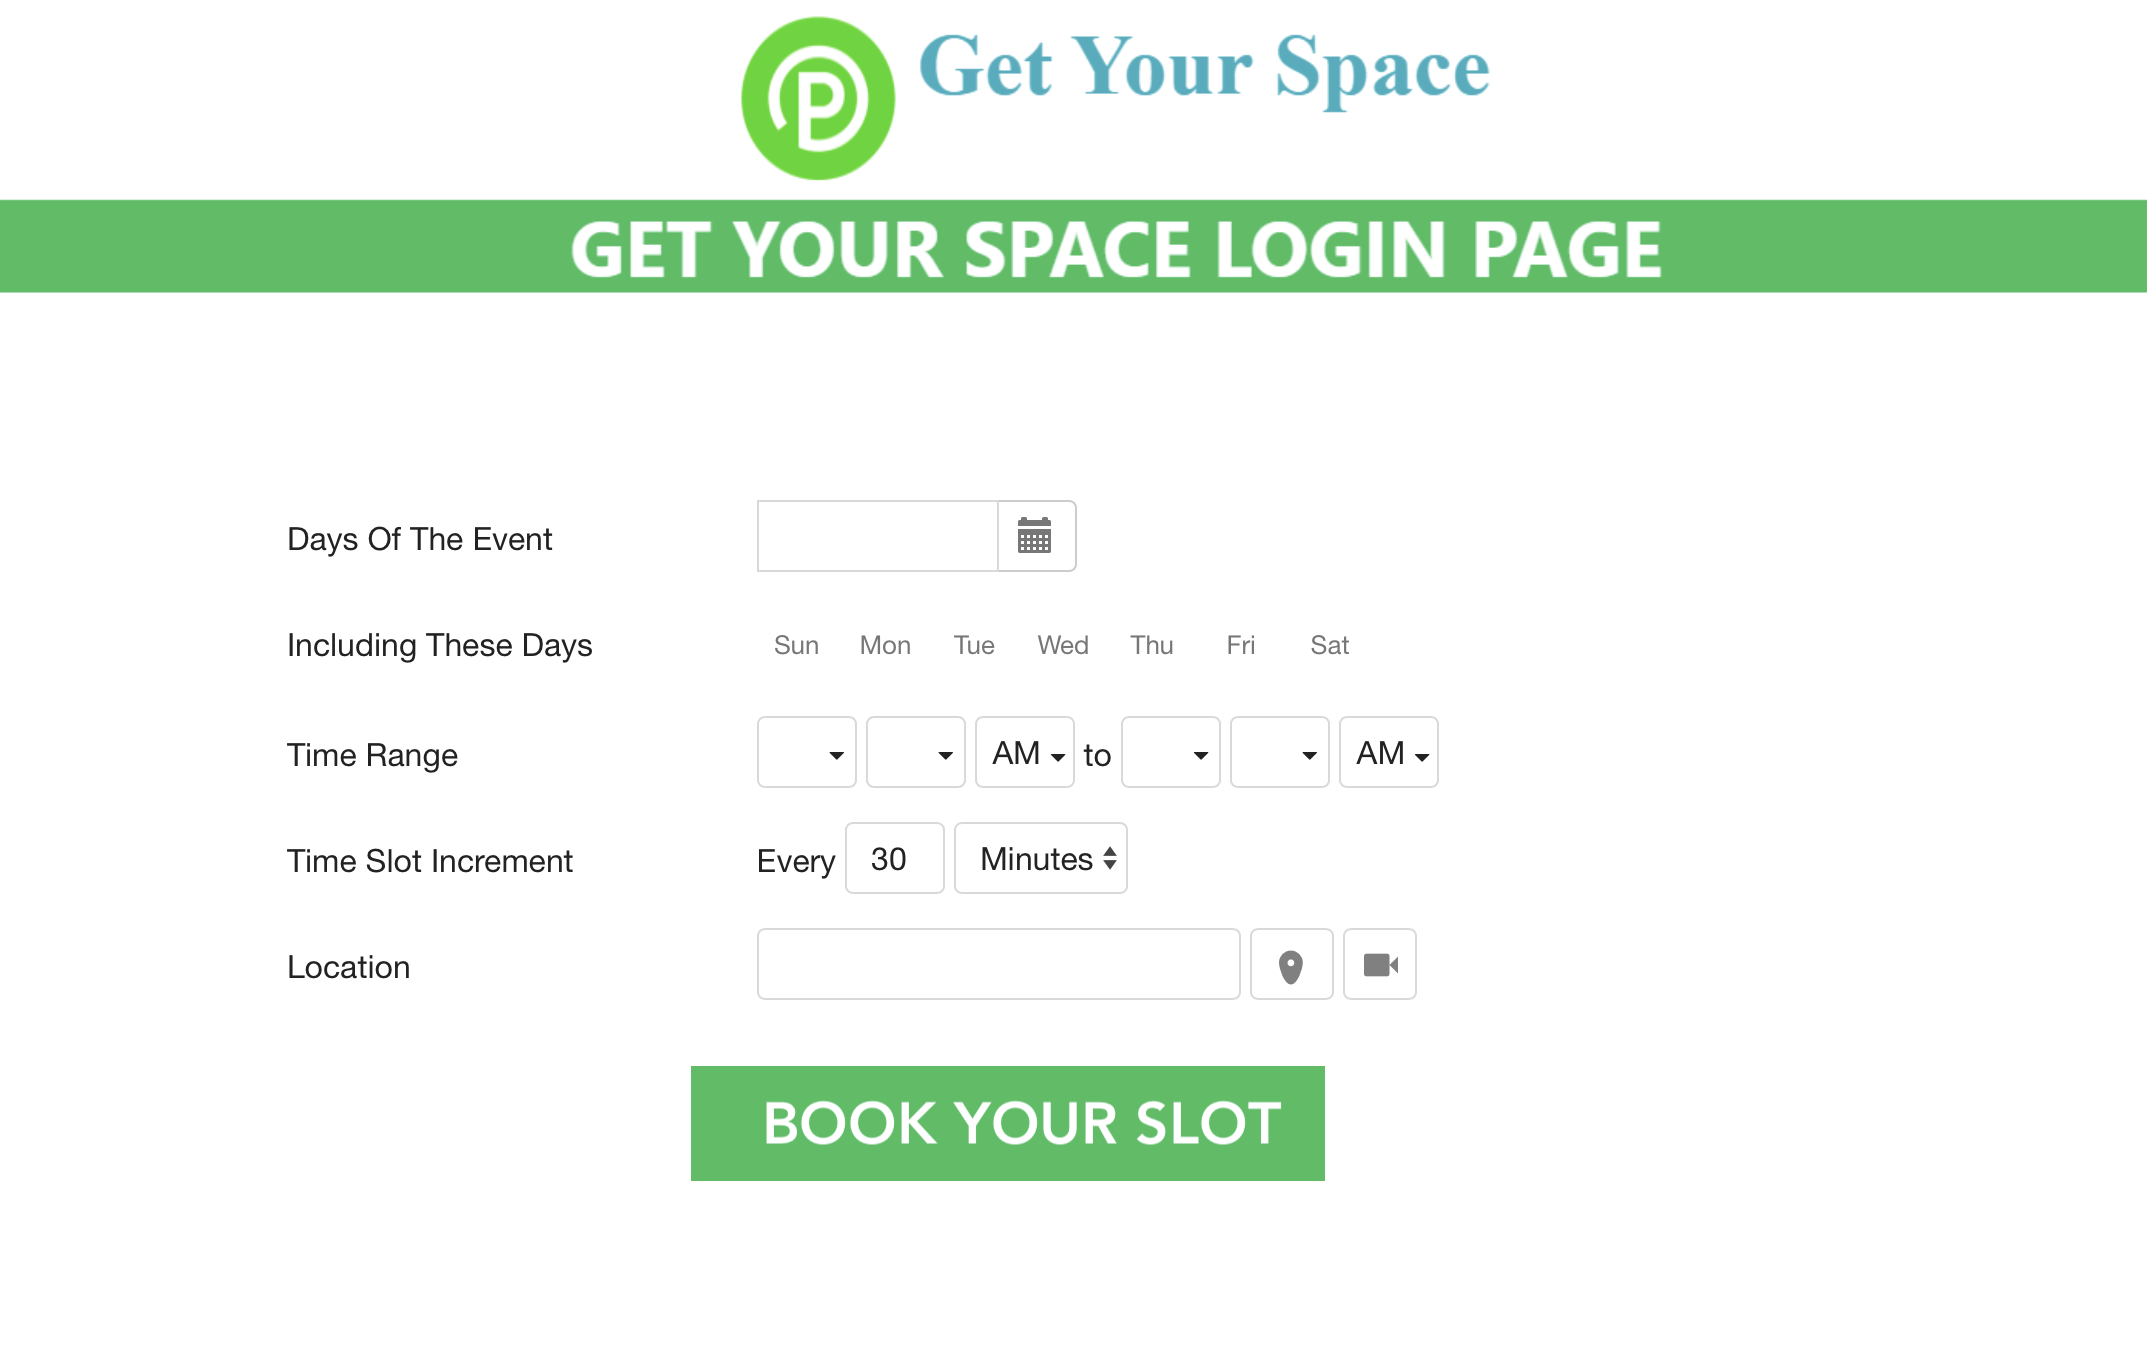 P Get Your Space
GET YOUR SPACE LOGIN PAGE
Days Of The Event
Including These Days Sun Mon Tue Wed Thu Fri Sat
Time Range AM to AM
Time Slot Increment Every 30 Minutes
Location
BOOK YOUR SLOT